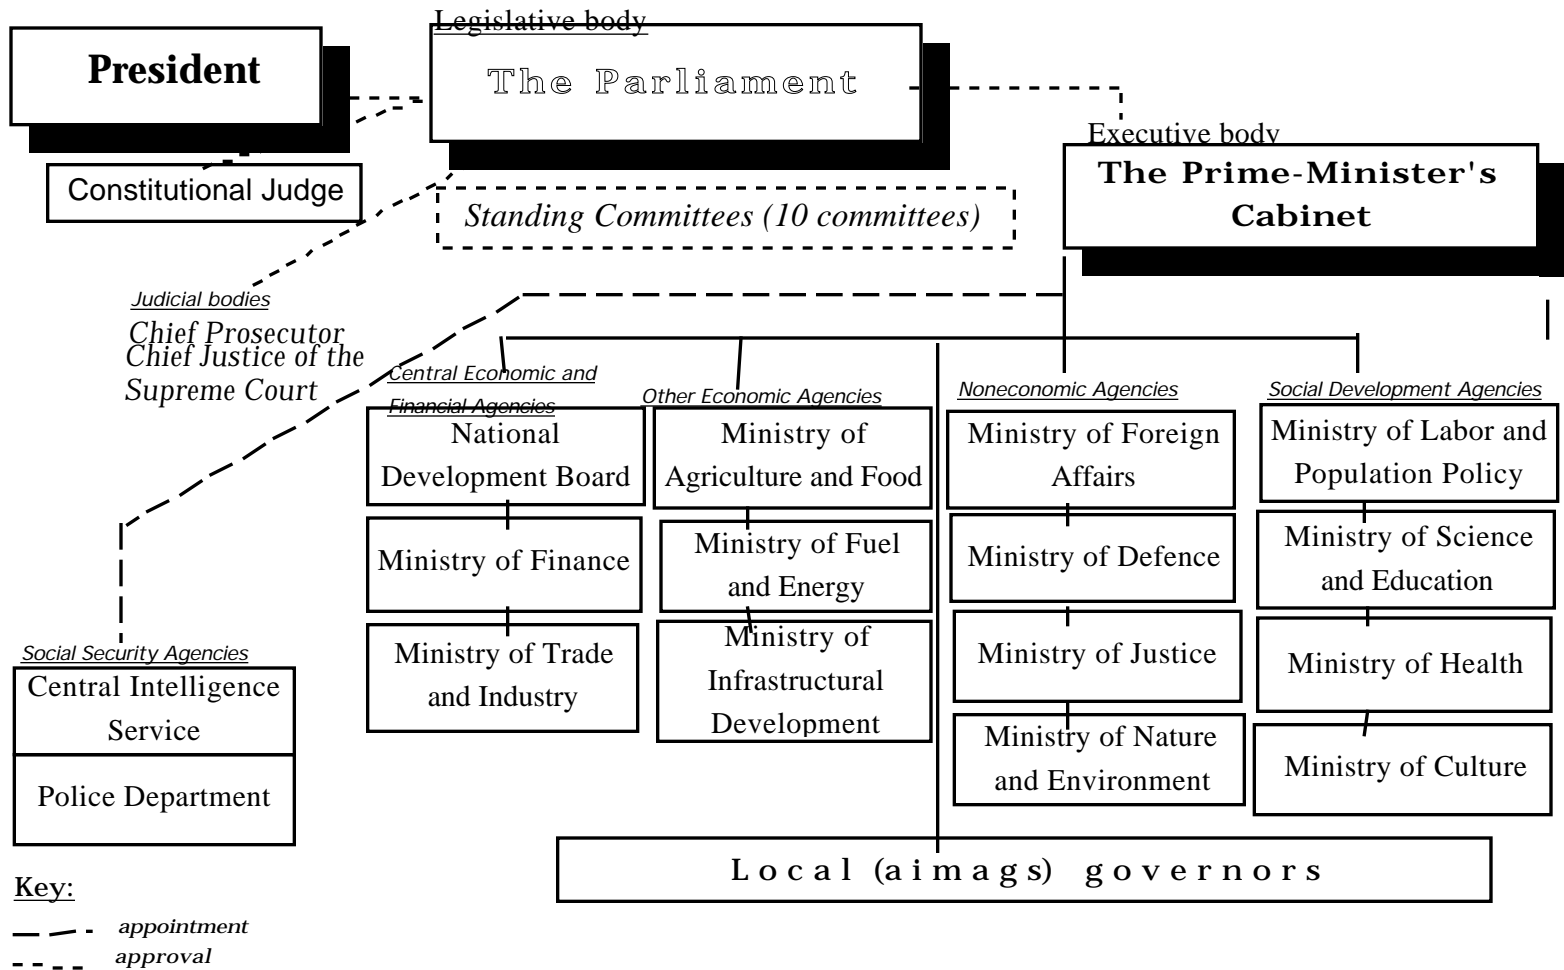 Legislative body
President
The Parliament
Executive body
The Prime-Minister's
Cabinet
Constitutional Judge
Standing Committees (10 committees)
Judicial bodies
Chief Prosecutor
Chief Justice of the
Supreme Court
Central Economic and
Financial Agencies
National
Development Board
Ministry of Finance
Ministry of Trade
and Industry
Other Economic Agencies
Ministry of
Agriculture and Food
Ministry of Fuel
and Energy
Ministry of
Infrastructural
Development
Noneconomic Agencies
Ministry of Foreign
Affairs
Ministry of Defence
Ministry of Justice
Ministry of Nature
and Environment
Social Development Agencies
Ministry of Labor and
Population Policy
Ministry of Science
and Education
Ministry of Health
Ministry of Culture
Social Security Agencies
Central Intelligence
Service
Police Department
Local (aimags) governors
Key:
appointment
approval